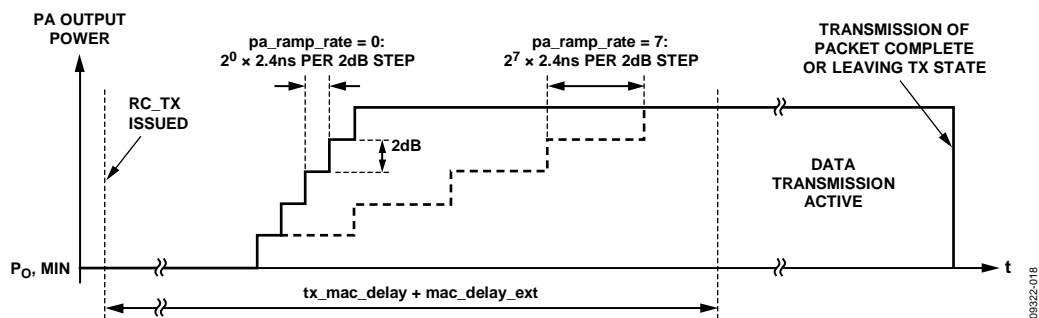 PA OUTPUT
POWER
pa_ramp_rate = 0:
2⁰ × 2.4ns PER 2dB STEP
pa_ramp_rate = 7:
2⁷ × 2.4ns PER 2dB STEP
TRANSMISSION OF
PACKET COMPLETE
OR LEAVING TX STATE
RC_TX
ISSUED
2dB
DATA
TRANSMISSION
ACTIVE
P_O, MIN
t
tx_mac_delay + mac_delay_ext
09322-018